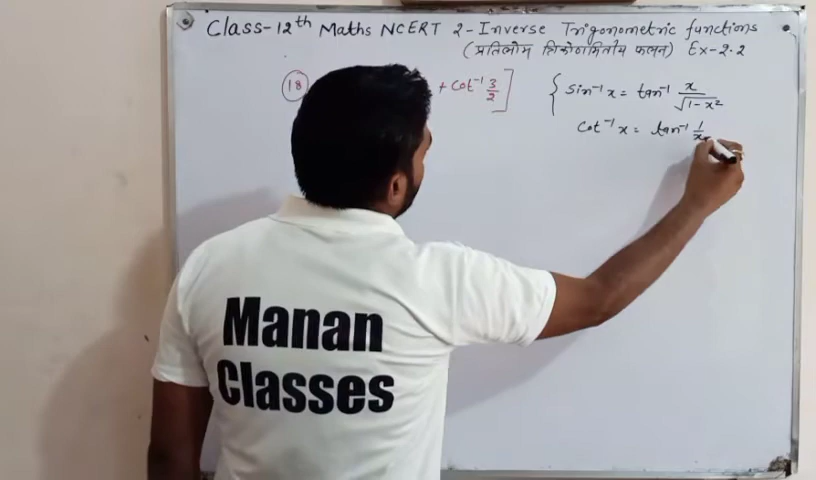 Class-12th Maths NCERT 2-Inverse Trigonometric functions
(प्रतिलोम त्रिकोणमितीय फलन) Ex-2.2
18 + Cot⁻¹ 3/2]
{ Sin⁻¹ x = tan⁻¹ x/√1-x²
Cot⁻¹ x = tan⁻¹ 1/x
Manan
Classes